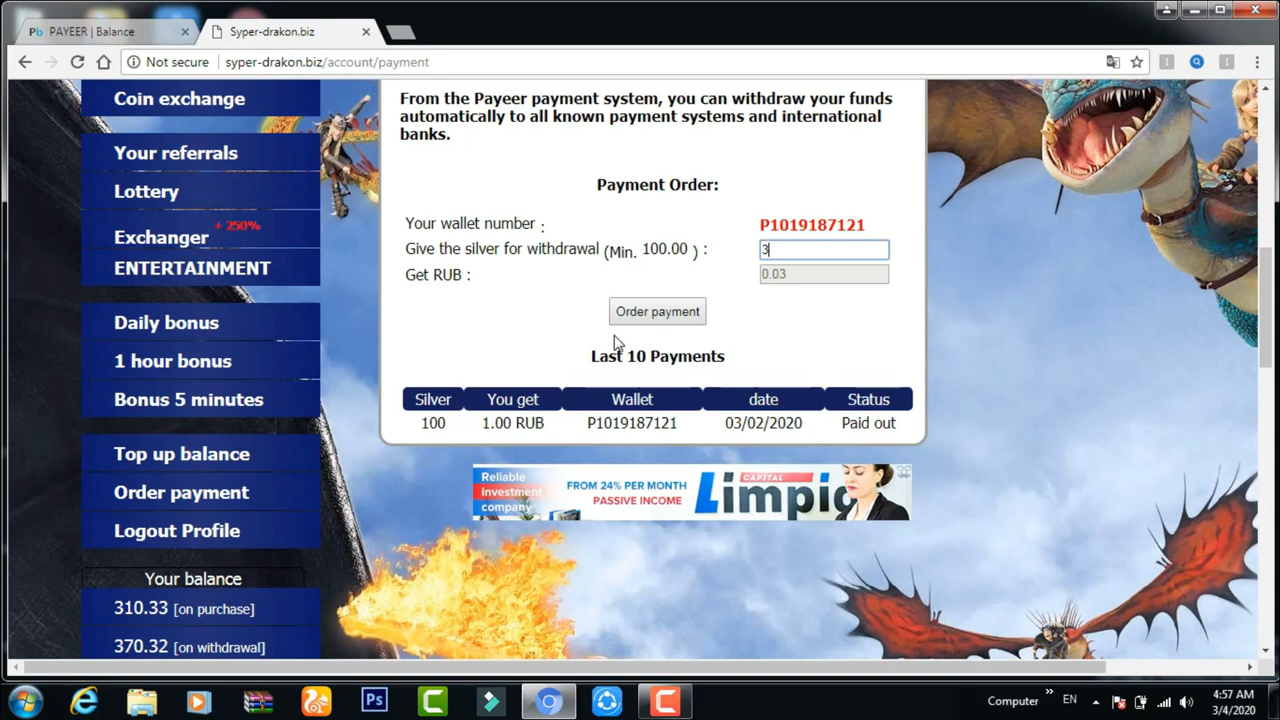 PAYEER | Balance
Syper-drakon.biz
Not secure
syper-drakon.biz/account/payment
Coin exchange
Your referrals
Lottery
Exchanger + 250%
ENTERTAINMENT
Daily bonus
1 hour bonus
Bonus 5 minutes
Top up balance
Order payment
Logout Profile
Your balance
310.33 [on purchase]
370.32 [on withdrawal]
From the Payeer payment system, you can withdraw your funds
automatically to all known payment systems and international
banks.
Payment Order:
Your wallet number : P1019187121
Give the silver for withdrawal (Min. 100.00 ) : 3
Get RUB : 0.03
Order payment
Last 10 Payments
Silver You get Wallet date Status
100 1.00 RUB P1019187121 03/02/2020 Paid out
Reliable
Investment
company
FROM 24% PER MONTH
PASSIVE INCOME
CAPITAL
Computer
EN
4:57 AM
3/4/2020